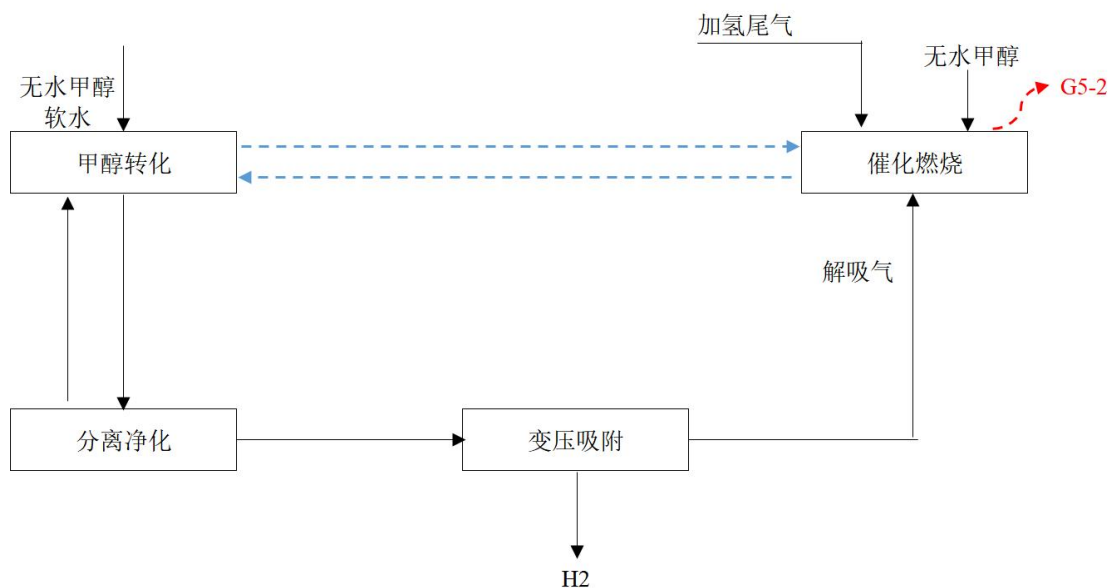 加氢尾气
无水甲醇
G5-2
无水甲醇
软水
甲醇转化
催化燃烧
解吸气
分离净化
变压吸附
H2